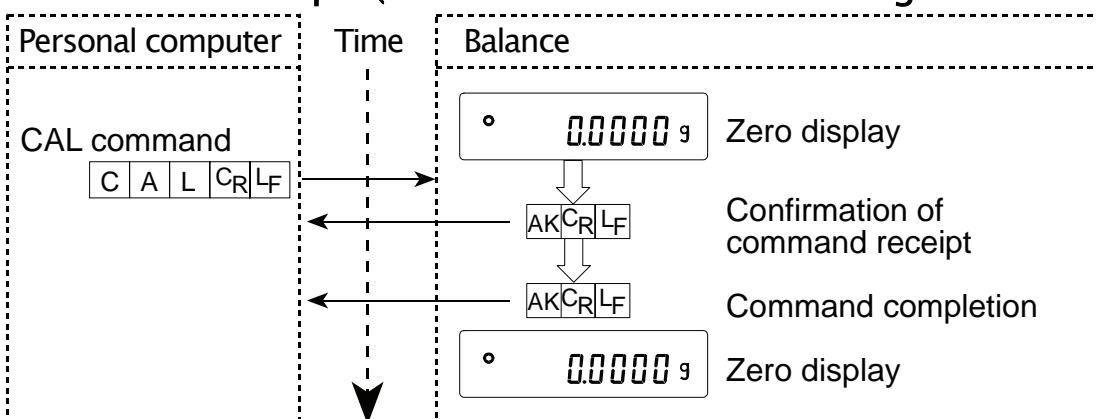 Personal computer Time Balance
0.0000 g Zero display
CAL command
C A L CR LF
AK CR LF Confirmation of
command receipt
AK CR LF Command completion
0.0000 g Zero display